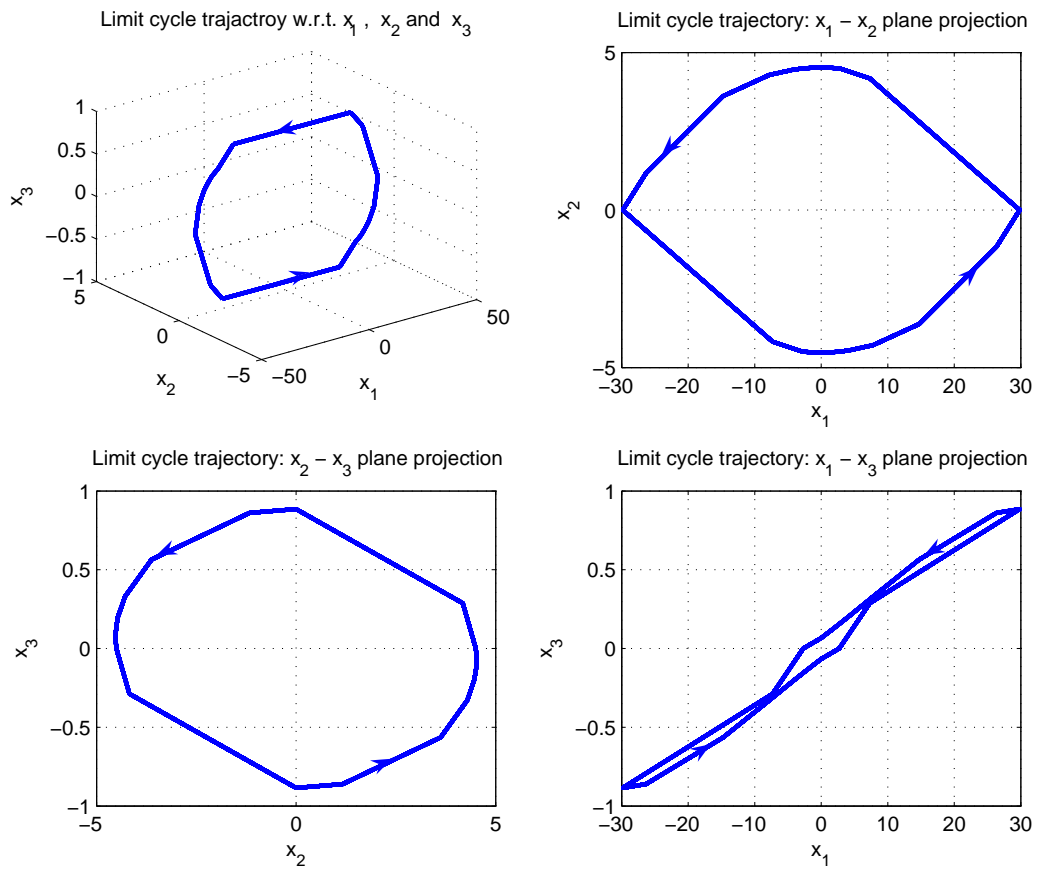 Limit cycle trajactroy w.r.t. x1 , x2 and x3
1
0.5
0
−0.5
−1
x3
5
0
−5
x2
−50
0
50
x1
Limit cycle trajectory: x1 − x2 plane projection
5
0
−5
x2
−30 −20 −10 0 10 20 30
x1
Limit cycle trajectory: x2 − x3 plane projection
1
0.5
0
−0.5
−1
x3
−5 0 5
x2
Limit cycle trajectory: x1 − x3 plane projection
1
0.5
0
−0.5
−1
x3
−30 −20 −10 0 10 20 30
x1